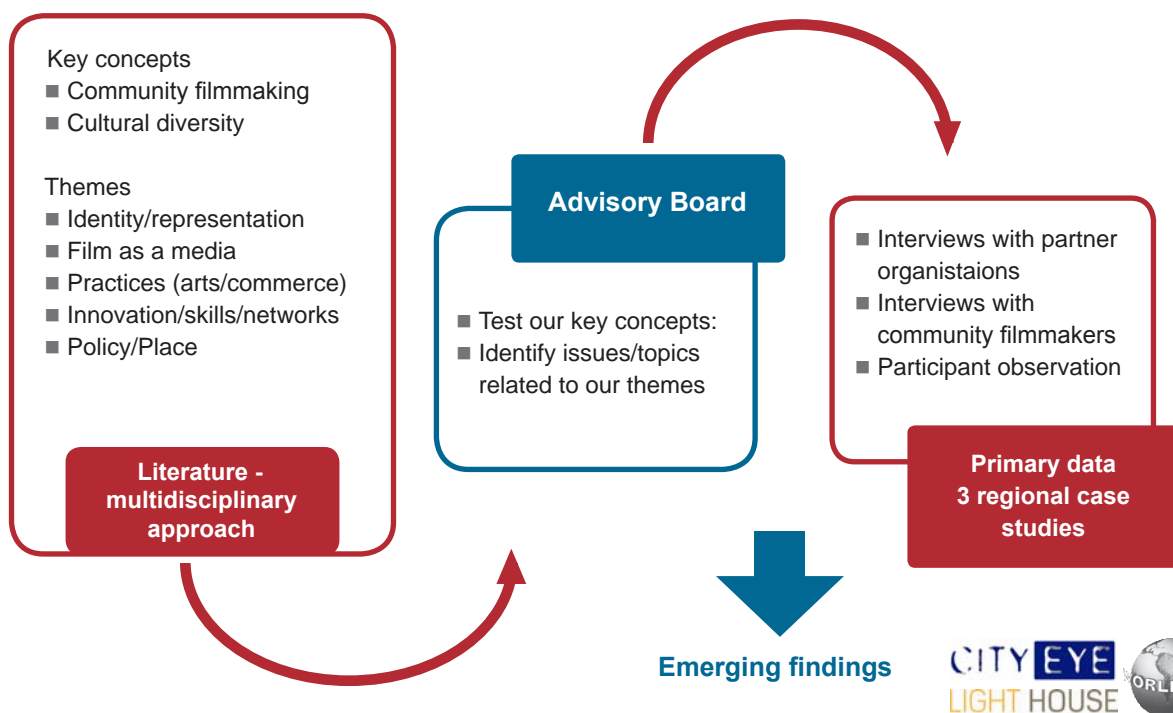 Key concepts
■ Community filmmaking
■ Cultural diversity
Themes
■ Identity/representation
■ Film as a media
■ Practices (arts/commerce)
■ Innovation/skills/networks
■ Policy/Place
Literature -
multidisciplinary
approach
Advisory Board
■ Test our key concepts:
■ Identify issues/topics
related to our themes
■ Interviews with partner
organistaions
■ Interviews with
community filmmakers
■ Participant observation
Primary data
3 regional case
studies
Emerging findings
CITY EYE
LIGHT HOUSE